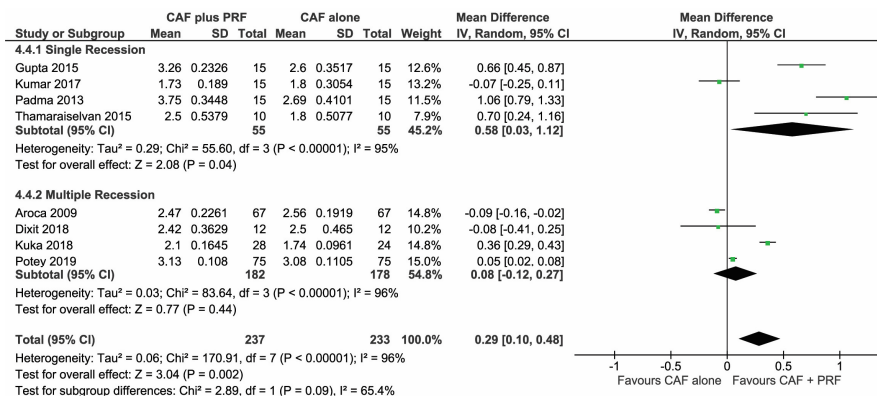 CAF plus PRF CAF alone Mean Difference Mean Difference
Study or Subgroup Mean SD Total Mean SD Total Weight IV, Random, 95% CI IV, Random, 95% CI
4.4.1 Single Recession
Gupta 2015 3.26 0.2326 15 2.6 0.3517 15 12.6% 0.66 [0.45, 0.87]
Kumar 2017 1.73 0.189 15 1.8 0.3054 15 13.2% -0.07 [-0.25, 0.11]
Padma 2013 3.75 0.3448 15 2.69 0.4101 15 11.5% 1.06 [0.79, 1.33]
Thamaraiselvan 2015 2.5 0.5379 10 1.8 0.5077 10 7.9% 0.70 [0.24, 1.16]
Subtotal (95% CI) 55 55 45.2% 0.58 [0.03, 1.12]
Heterogeneity: Tau² = 0.29; Chi² = 55.60, df = 3 (P < 0.00001); I² = 95%
Test for overall effect: Z = 2.08 (P = 0.04)
4.4.2 Multiple Recession
Aroca 2009 2.47 0.2261 67 2.56 0.1919 67 14.8% -0.09 [-0.16, -0.02]
Dixit 2018 2.42 0.3629 12 2.5 0.465 12 10.2% -0.08 [-0.41, 0.25]
Kuka 2018 2.1 0.1645 28 1.74 0.0961 24 14.8% 0.36 [0.29, 0.43]
Potey 2019 3.13 0.108 75 3.08 0.1105 75 15.0% 0.05 [0.02, 0.08]
Subtotal (95% CI) 182 178 54.8% 0.08 [-0.12, 0.27]
Heterogeneity: Tau² = 0.03; Chi² = 83.64, df = 3 (P < 0.00001); I² = 96%
Test for overall effect: Z = 0.77 (P = 0.44)
Total (95% CI) 237 233 100.0% 0.29 [0.10, 0.48]
Heterogeneity: Tau² = 0.06; Chi² = 170.91, df = 7 (P < 0.00001); I² = 96%
Test for overall effect: Z = 3.04 (P = 0.002)
Test for subgroup differences: Chi² = 2.89, df = 1 (P = 0.09), I² = 65.4%
-1 -0.5 0 0.5 1
Favours CAF alone Favours CAF + PRF